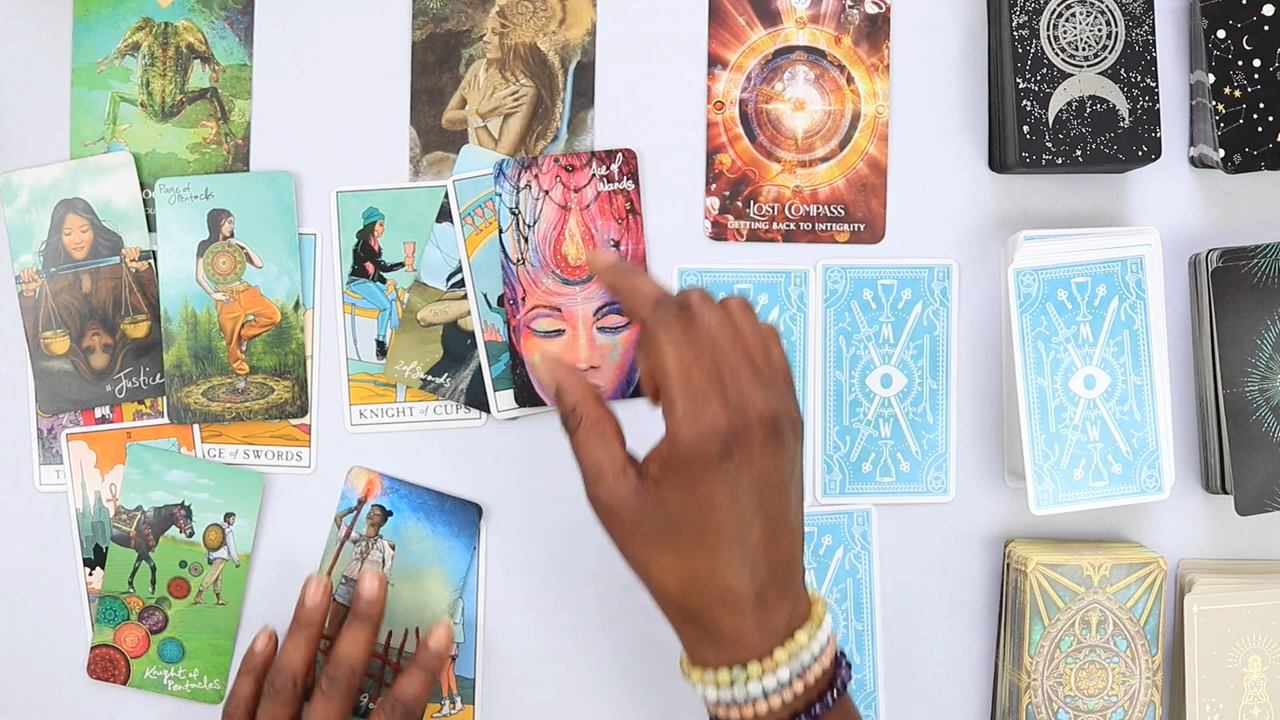 LOST COMPASS
GETTING BACK TO INTEGRITY
Ace of
Wands
Page of
Pentacles
Justice
2 of Swords
KNIGHT of CUPS
GE of SWORDS
Knight of
Pentacles
M
W
M
W